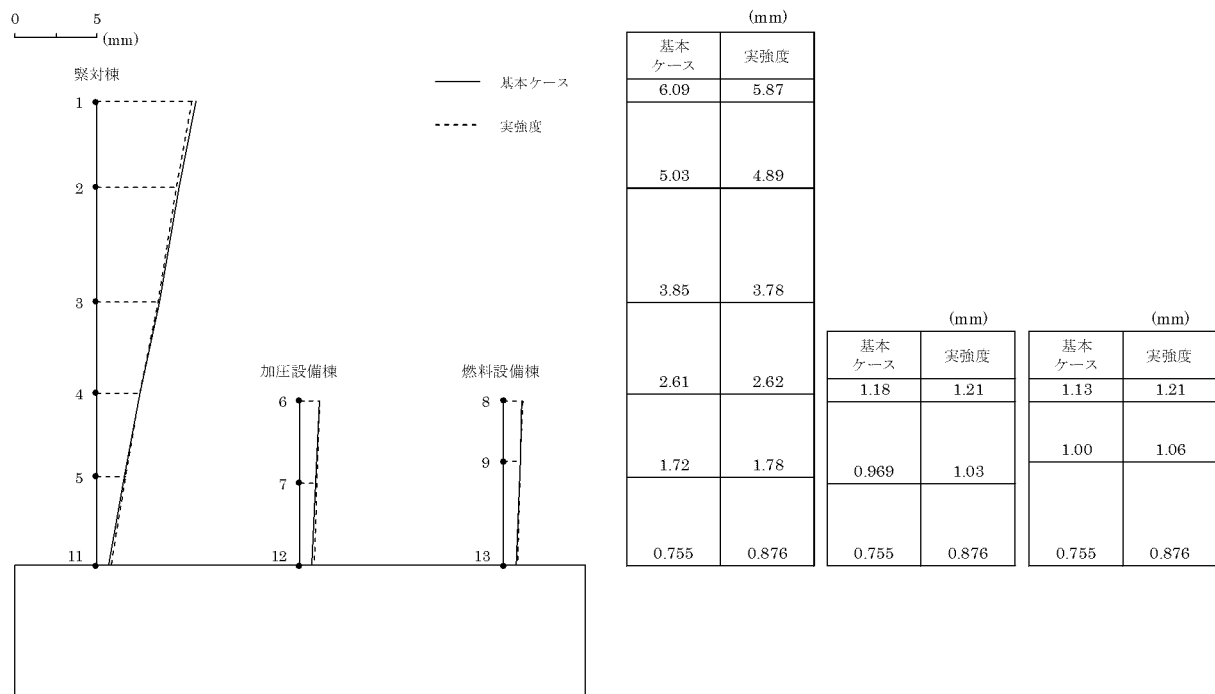 0 5
(mm)
緊対棟
基本ケース
実強度
1
2
3
4
5
11
加圧設備棟
6
7
12
燃料設備棟
8
9
13
(mm)
基本
ケース
実強度
6.09 5.87
5.03 4.89
3.85 3.78
2.61 2.62
1.72 1.78
0.755 0.876
(mm)
基本
ケース
実強度
1.18 1.21
0.969 1.03
0.755 0.876
(mm)
基本
ケース
実強度
1.13 1.21
1.00 1.06
0.755 0.876